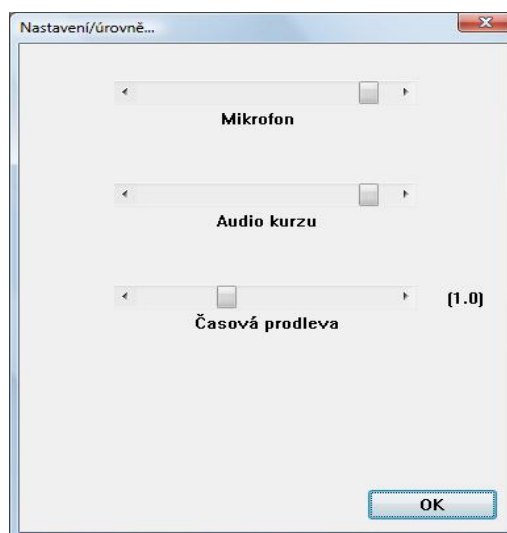 Nastavení/úrovně...
Mikrofon
Audio kurzu
(1.0)
Časová prodleva
OK